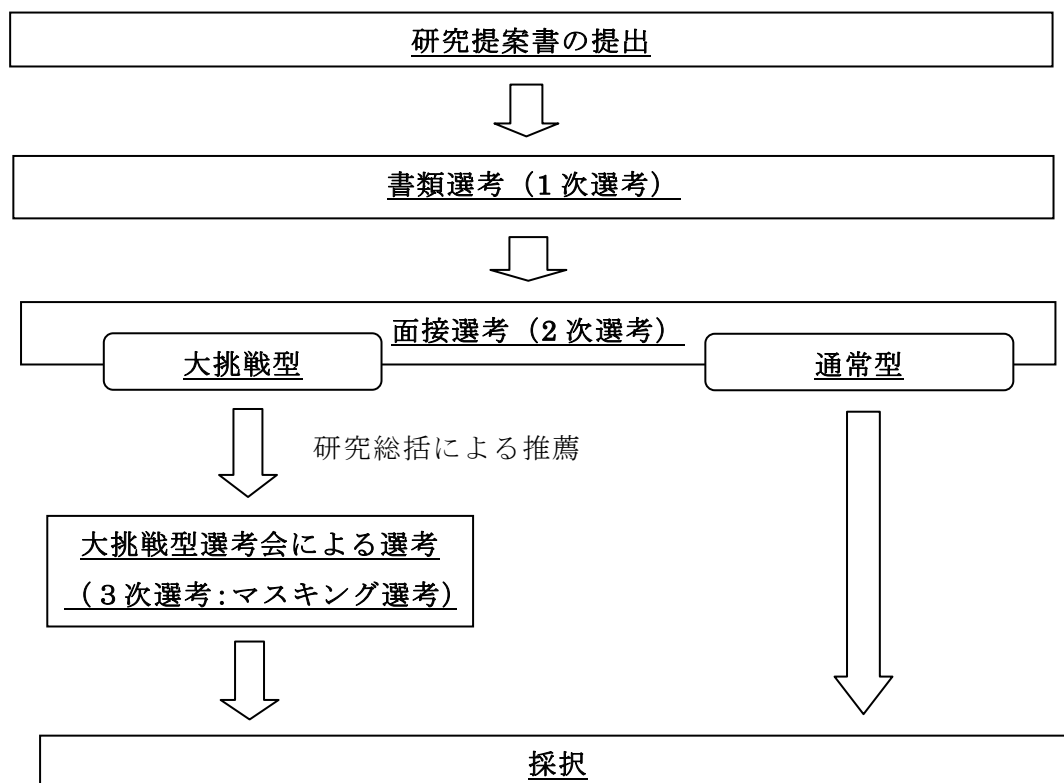 研究提案書の提出
書類選考（1 次選考）
面接選考（2 次選考）
大挑戦型
通常型
研究総括による推薦
大挑戦型選考会による選考
（３次選考：マスキング選考）
採択